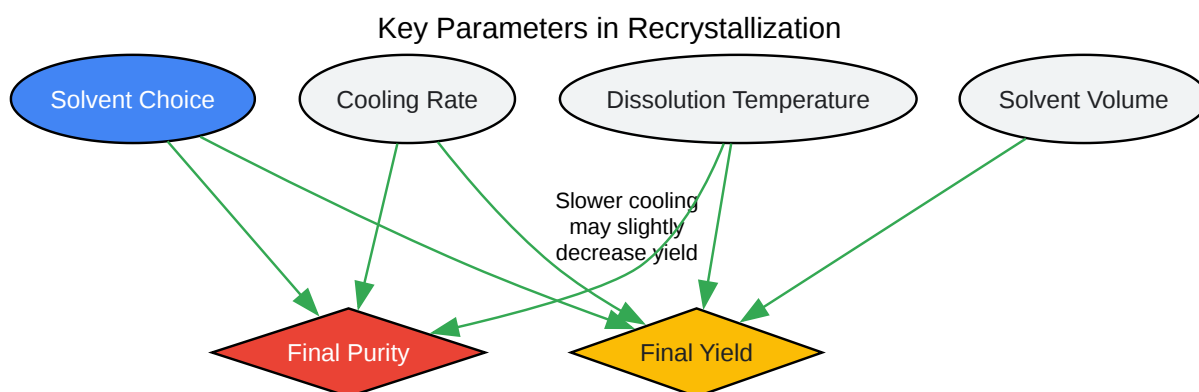 Key Parameters in Recrystallization
Solvent Choice
Cooling Rate
Dissolution Temperature
Solvent Volume
Slower cooling
may slightly
decrease yield
Final Purity
Final Yield